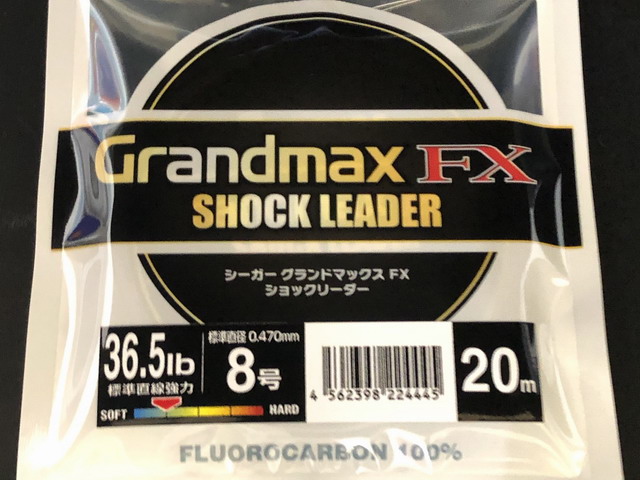 Grandmax FX
SHOCK LEADER
シーガー グランドマックス FX
ショックリーダー
36.5lb
標準直線強力
SOFT HARD
標準直径 0.470mm
8号
4 562398 224445
20m
FLUOROCARBON 100%